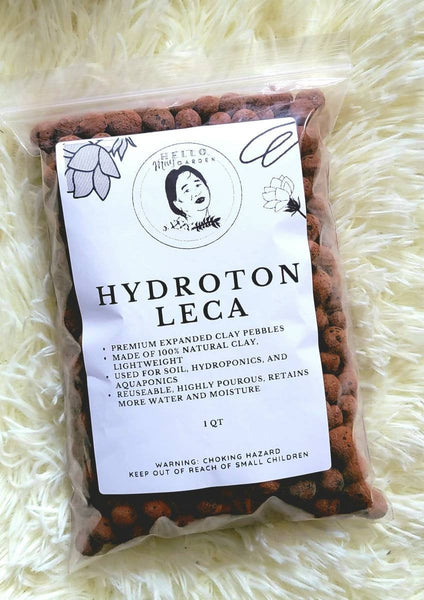 HELLO
GARDEN
HYDROTON
LECA
• PREMIUM EXPANDED CLAY PEBBLES
• MADE OF 100% NATURAL CLAY,
LIGHTWEIGHT
• USED FOR SOIL, HYDROPONICS, AND
AQUAPONICS
• REUSEABLE, HIGHLY POUROUS, RETAINS
MORE WATER AND MOISTURE
1 QT
WARNING: CHOKING HAZARD
KEEP OUT OF REACH OF SMALL CHILDREN